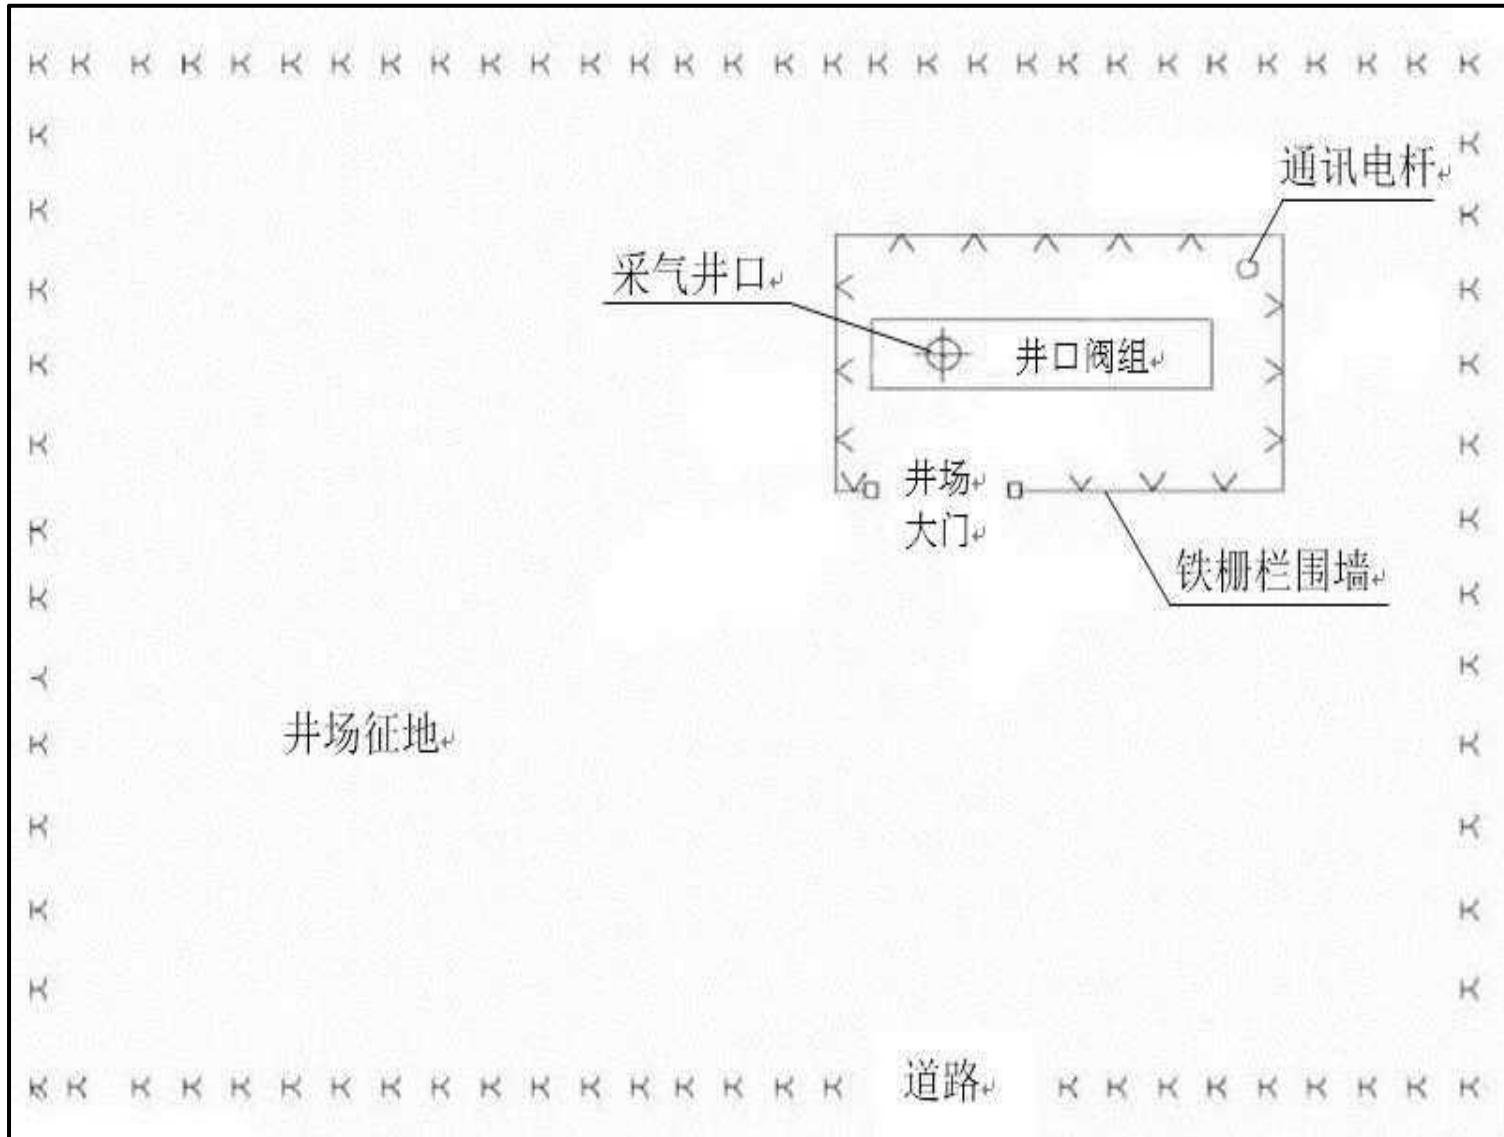 通讯电杆
采气井口
井口阀组
井场
大门
铁栅栏围墙
井场征地
道路